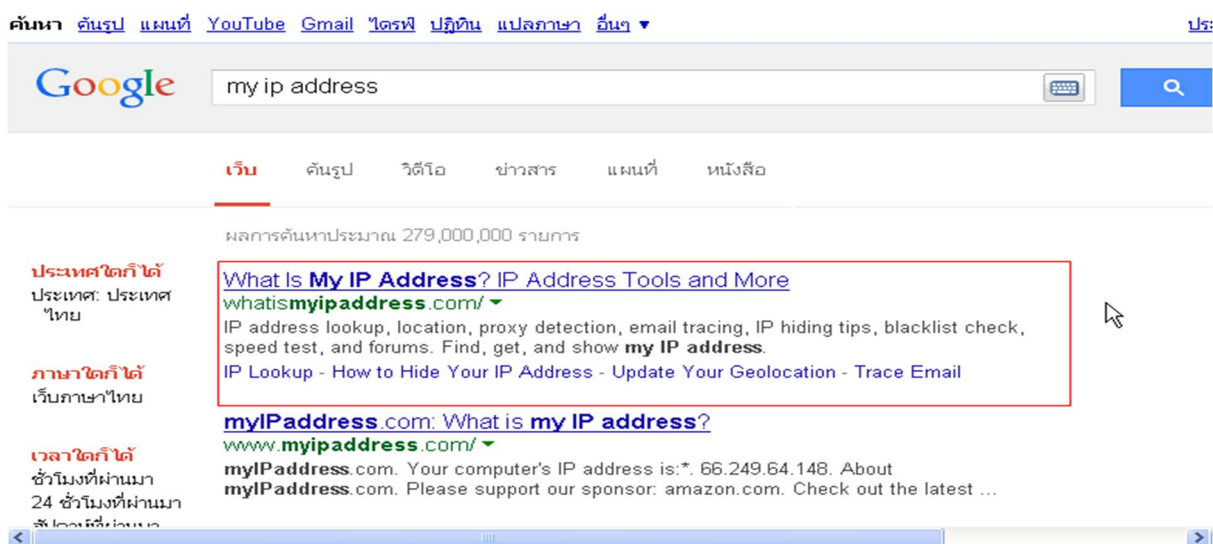 ค้นหา ค้นรูป แผนที่ YouTube Gmail ไดรฟ์ ปฏิทิน แปลภาษา อื่นๆ ▼
Google my ip address
เว็บ ค้นรูป วิดีโอ ข่าวสาร แผนที่ หนังสือ
ผลการค้นหาประมาณ 279,000,000 รายการ
ประเทศใดก็ได้
ประเทศ: ประเทศ
ไทย
ภาษาใดก็ได้
เว็บภาษาไทย
เวลาใดก็ได้
ชั่วโมงที่ผ่านมา
24 ชั่วโมงที่ผ่านมา
What Is My IP Address? IP Address Tools and More
whatismyipaddress.com/
IP address lookup, location, proxy detection, email tracing, IP hiding tips, blacklist check,
speed test, and forums. Find, get, and show my IP address.
IP Lookup - How to Hide Your IP Address - Update Your Geolocation - Trace Email
myIPaddress.com: What is my IP address?
www.myipaddress.com/
myIPaddress.com. Your computer's IP address is:*. 66.249.64.148. About
myIPaddress.com. Please support our sponsor: amazon.com. Check out the latest ...